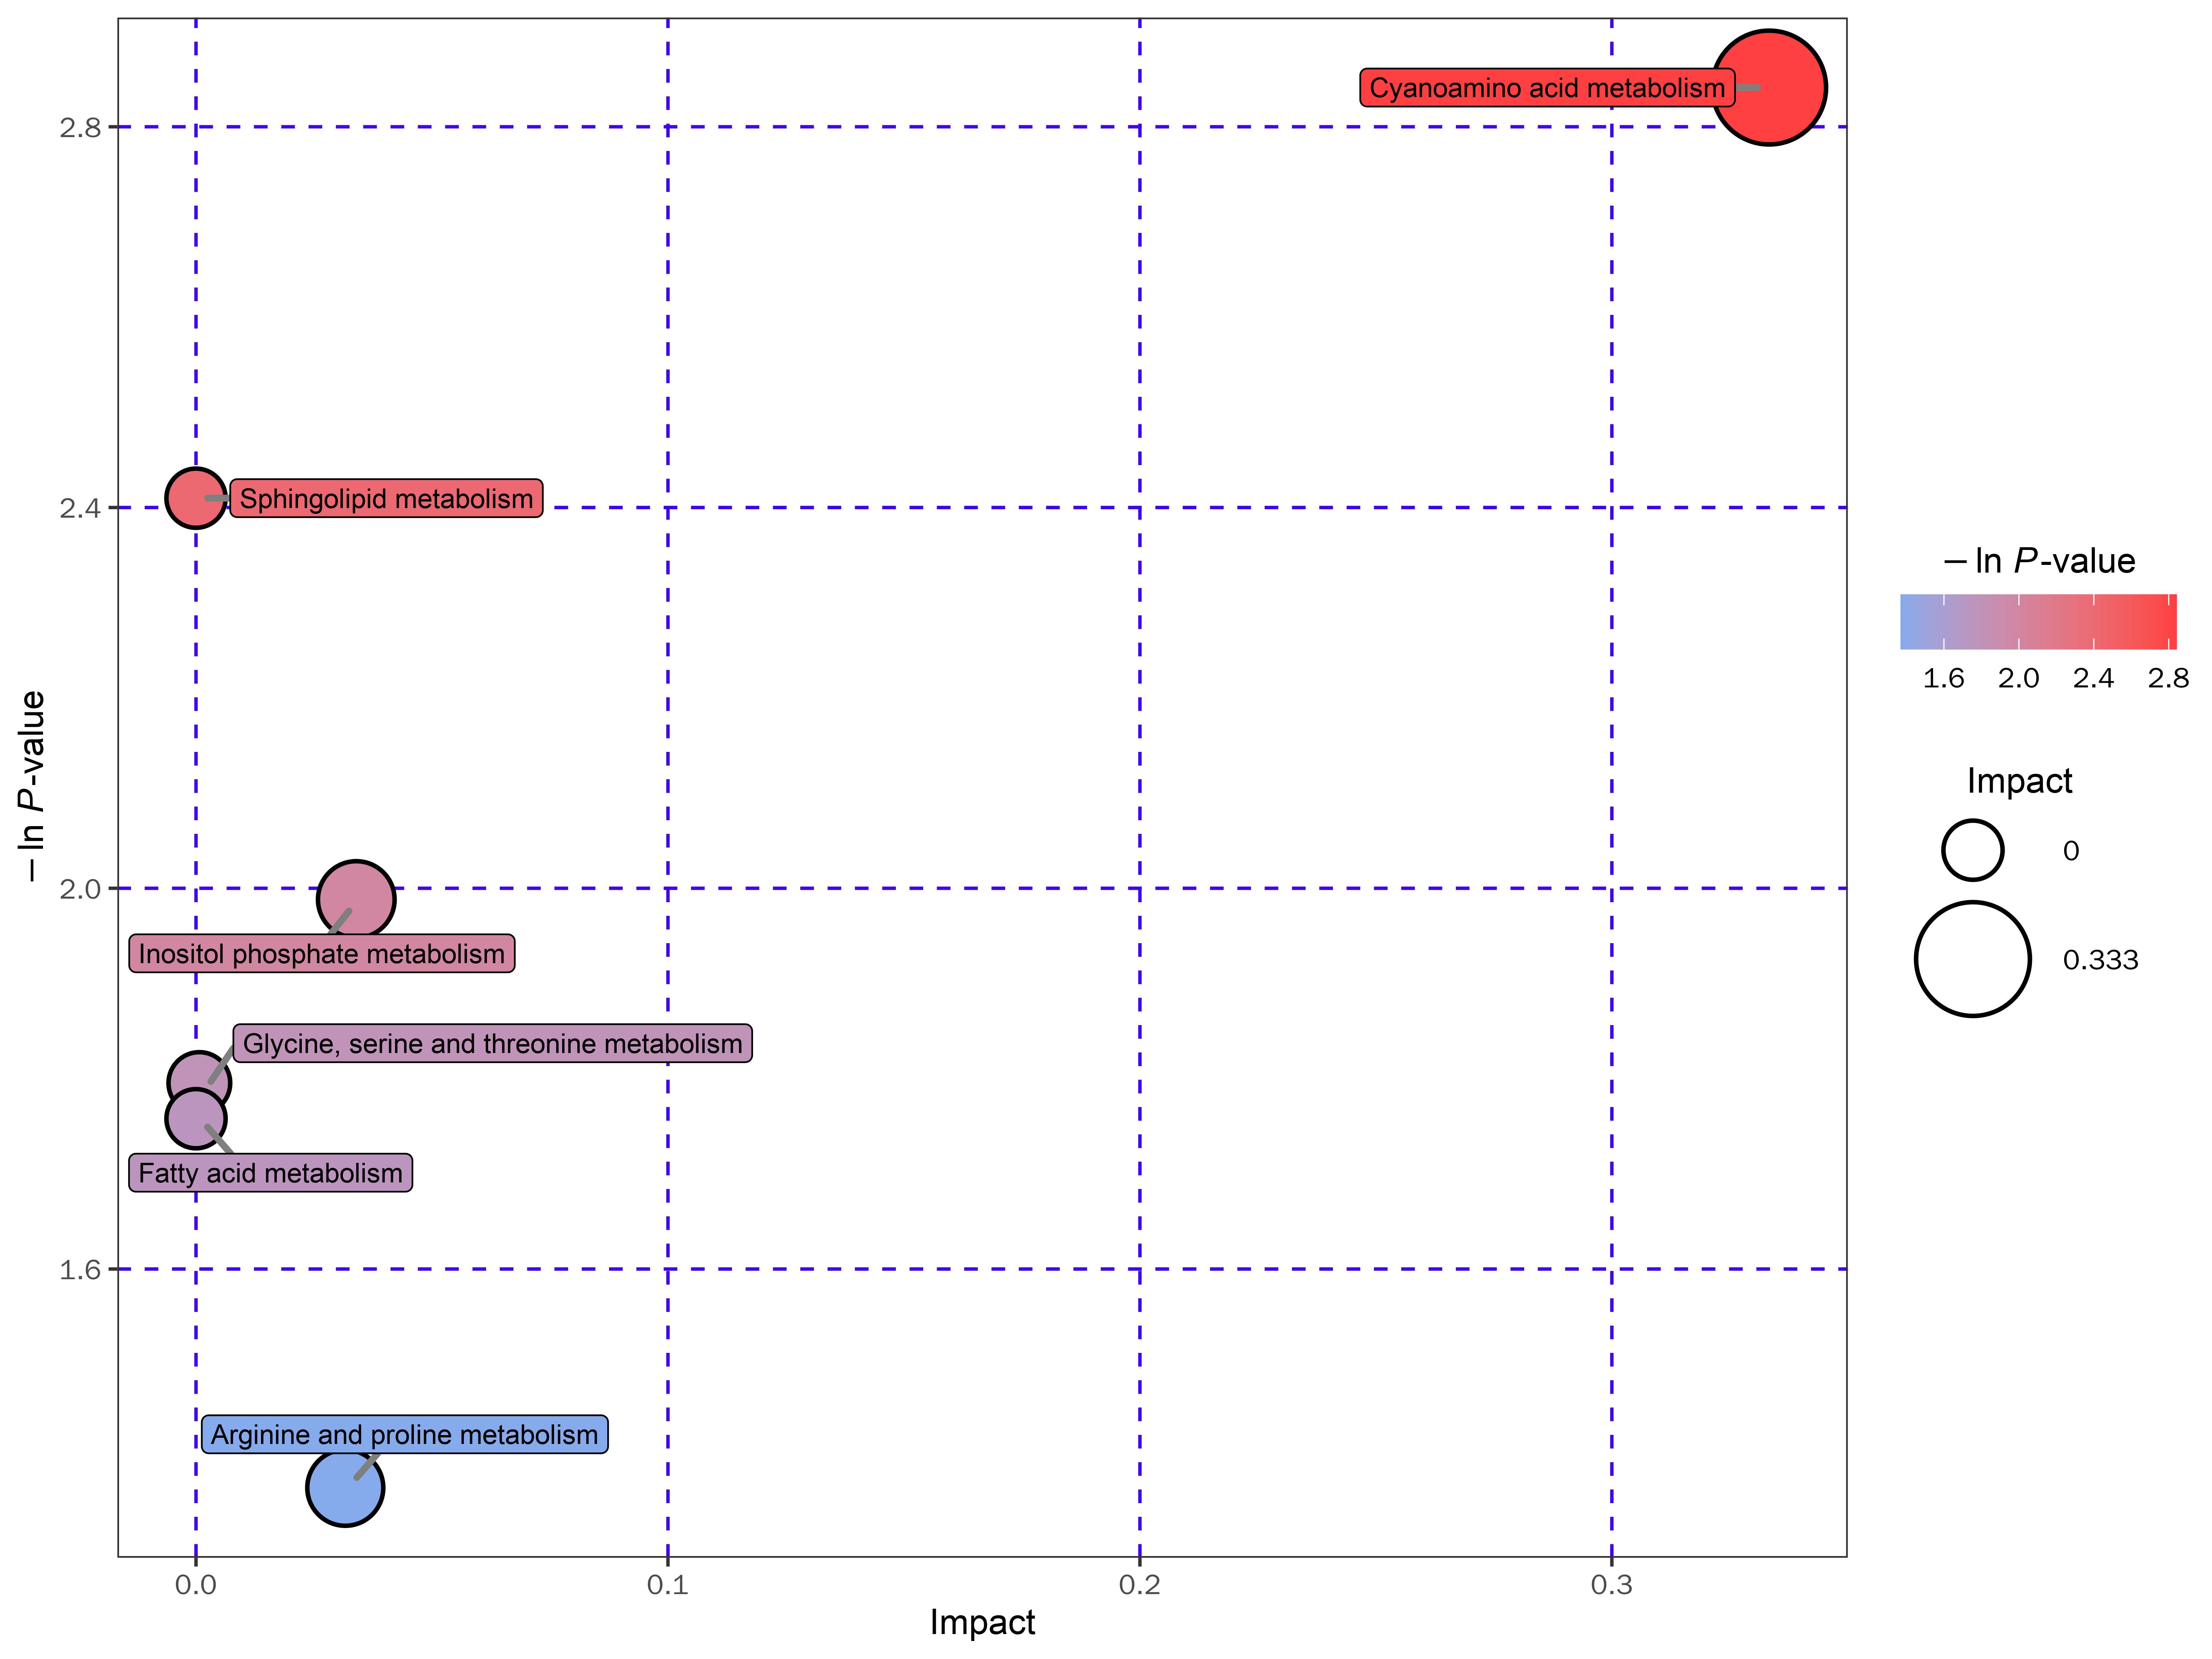 Cyanoamino acid metabolism
2.8
Sphingolipid metabolism
2.4
2.0
Inositol phosphate metabolism
Glycine, serine and threonine metabolism
Fatty acid metabolism
1.6
Arginine and proline metabolism
0.0 0.1 0.2 0.3
Impact
– ln P-value
– ln P-value
1.6 2.0 2.4 2.8
Impact
0
0.333